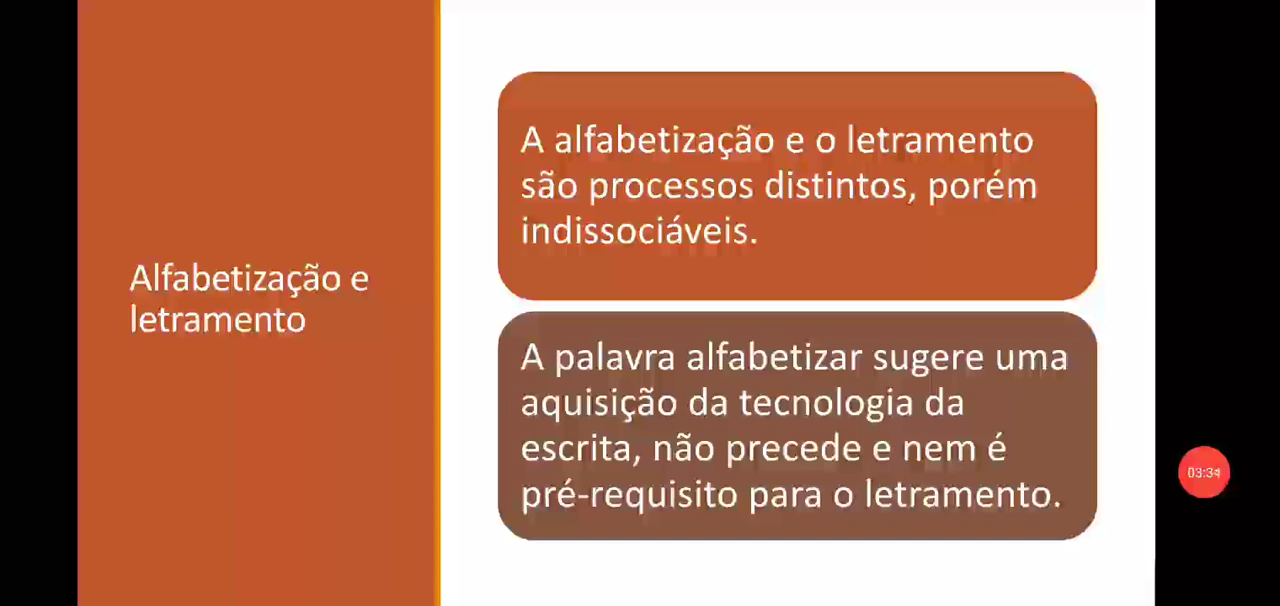 Alfabetização e
letramento
A alfabetização e o letramento
são processos distintos, porém
indissociáveis.
A palavra alfabetizar sugere uma
aquisição da tecnologia da
escrita, não precede e nem é
pré-requisito para o letramento.
03:34